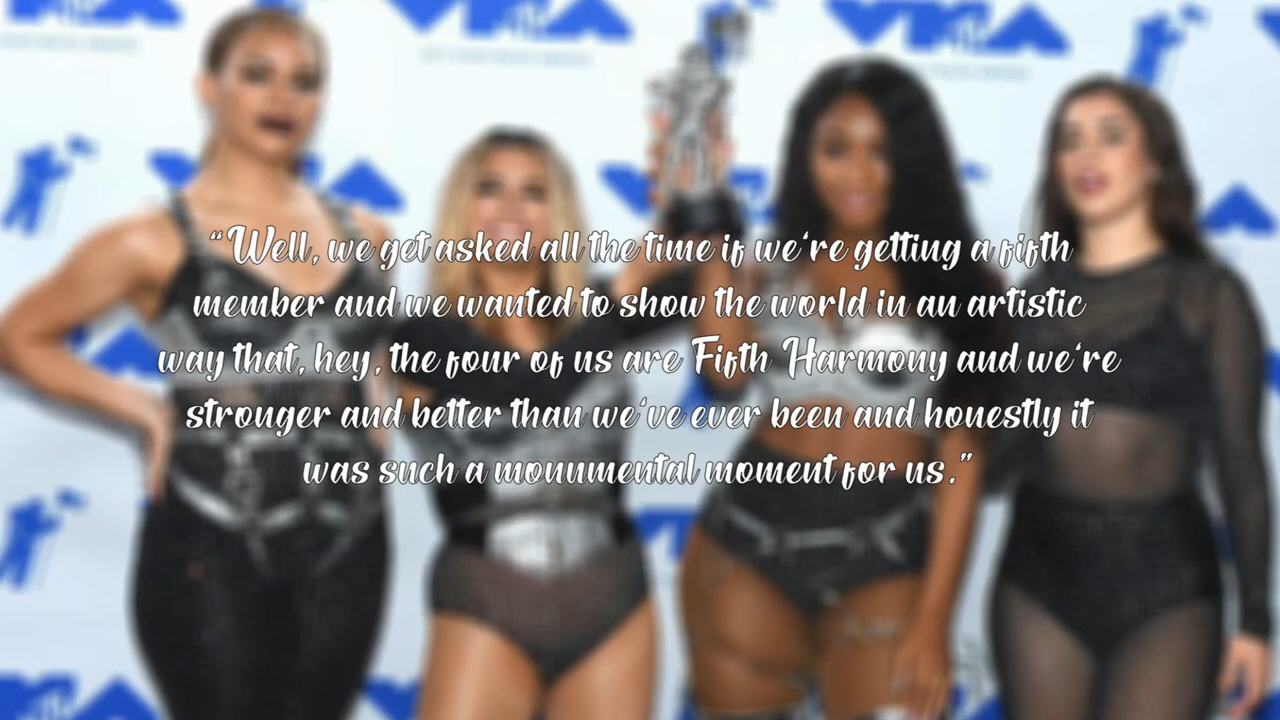 “Well, we get asked all the time if we‘re getting a fifth
member and we wanted to show the world in an artistic
way that, hey, the four of us are Fifth Harmony and we‘re
stronger and better than we‘ve ever been and honestly it
was such a monumental moment for us.”